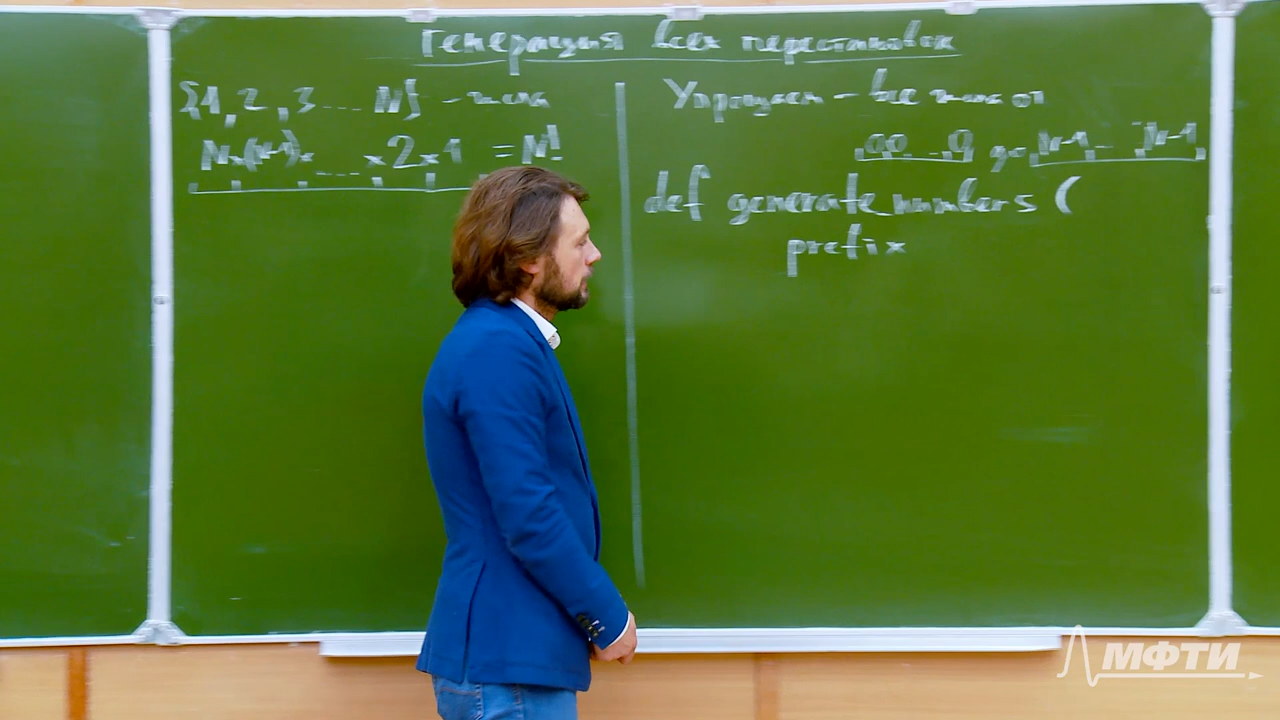 Генерация всех перестановок
{1, 2, 3 ... N} - числа
N×(N-1)× ... ×2×1 = N!
Упрощаем - все числа от
00...0 до N-1...N-1
def generate_numbers (
prefix
МФТИ